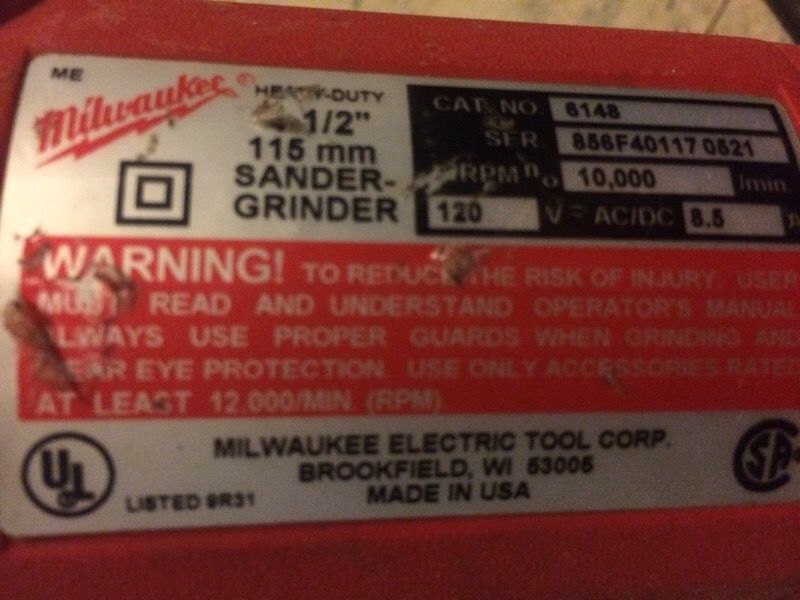 ME
Milwaukee®
HEAVY-DUTY
1/2"
115 mm
SANDER-
GRINDER
CAT. NO. 6148
SER. 856F40117 0521
RPM no 10,000 /min.
120 V AC/DC 8.5 A
WARNING! TO REDUCE THE RISK OF INJURY. USER
MUST READ AND UNDERSTAND OPERATOR'S MANUAL
ALWAYS USE PROPER GUARDS WHEN GRINDING AND
WEAR EYE PROTECTION. USE ONLY ACCESSORIES RATED
AT LEAST 12.000/MIN. (RPM)
UL
LISTED 9R31
MILWAUKEE ELECTRIC TOOL CORP.
BROOKFIELD, WI 53005
MADE IN USA
SA